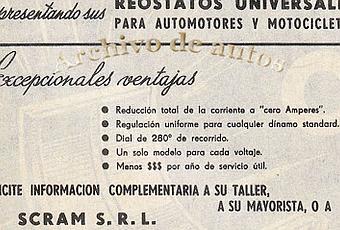 representando sus REOSTATOS UNIVERSAL
PARA AUTOMOTORES Y MOTOCICLET
Archivo de autos
excepcionales ventajas
● Reducción total de la corriente a "cero Amperes".
● Regulación uniforme para cualquier dínamo standard.
● Dial de 280° de recorrido.
● Un solo modelo para cada voltaje.
● Menos $$$ por año de servicio útil.
ICITE INFORMACION COMPLEMENTARIA A SU TALLER,
A SU MAYORISTA, O A
SCRAM S. R. L.